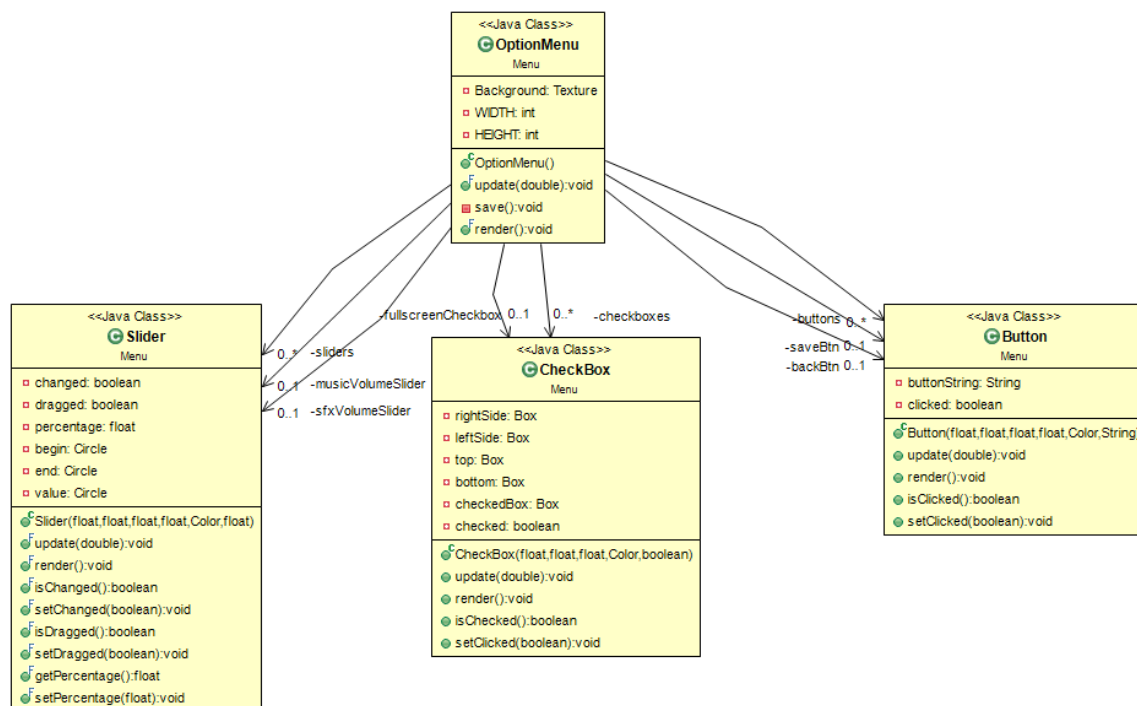 <<Java Class>>
OptionMenu
Menu
Background: Texture
WIDTH: int
HEIGHT: int
OptionMenu()
update(double):void
save():void
render():void
-fullscreenCheckbox 0..1
0..* -checkboxes
-buttons 0..*
-saveBtn 0..1
-backBtn 0..1
0..* -sliders
0..1 -musicVolumeSlider
0..1 -sfxVolumeSlider
<<Java Class>>
Slider
Menu
changed: boolean
dragged: boolean
percentage: float
begin: Circle
end: Circle
value: Circle
Slider(float,float,float,float,Color,float)
update(double):void
render():void
isChanged():boolean
setChanged(boolean):void
isDragged():boolean
setDragged(boolean):void
getPercentage():float
setPercentage(float):void
<<Java Class>>
CheckBox
Menu
rightSide: Box
leftSide: Box
top: Box
bottom: Box
checkedBox: Box
checked: boolean
CheckBox(float,float,float,Color,boolean)
update(double):void
render():void
isChecked():boolean
setClicked(boolean):void
<<Java Class>>
Button
Menu
buttonString: String
clicked: boolean
Button(float,float,float,float,Color,String)
update(double):void
render():void
isClicked():boolean
setClicked(boolean):void